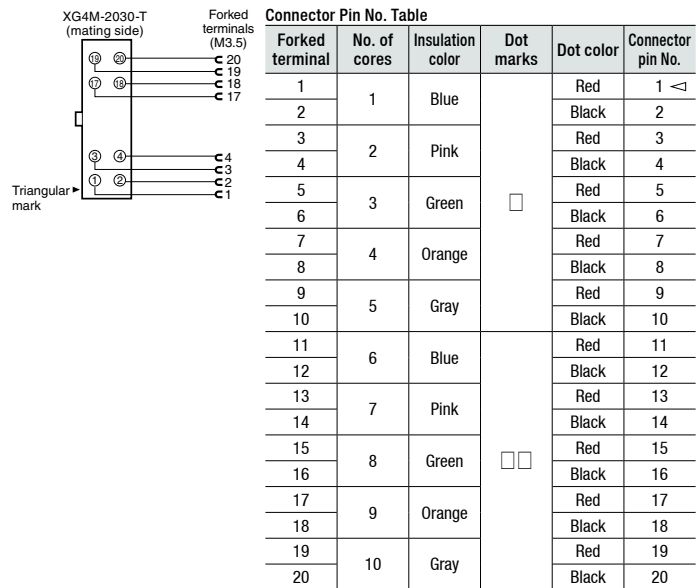 XG4M-2030-T
(mating side)
Forked
terminals
(M3.5)
19 20 20
19
17 18 18
17
3 4 4
3
1 2 2
1
Triangular
mark
Connector Pin No. Table
Forked terminal No. of cores Insulation color Dot marks Dot color Connector pin No.
1 1 Blue □ Red 1
2 Black 2
3 2 Pink Red 3
4 Black 4
5 3 Green Red 5
6 Black 6
7 4 Orange Red 7
8 Black 8
9 5 Gray Red 9
10 Black 10
11 6 Blue □□ Red 11
12 Black 12
13 7 Pink Red 13
14 Black 14
15 8 Green Red 15
16 Black 16
17 9 Orange Red 17
18 Black 18
19 10 Gray Red 19
20 Black 20